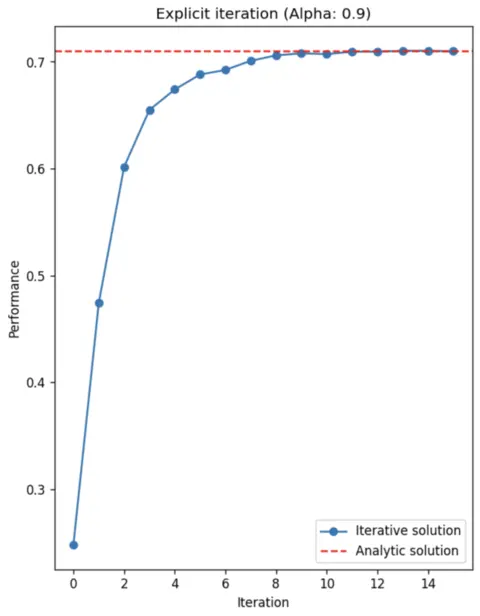 Explicit iteration (Alpha: 0.9)
Performance
0.7
0.6
0.5
0.4
0.3
0 2 4 6 8 10 12 14
Iteration
Iterative solution
Analytic solution